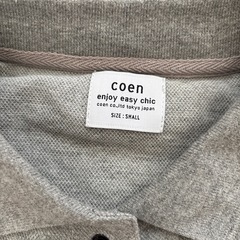 coen
enjoy easy chic
coen co.,ltd tokyo japan
SIZE : SMALL